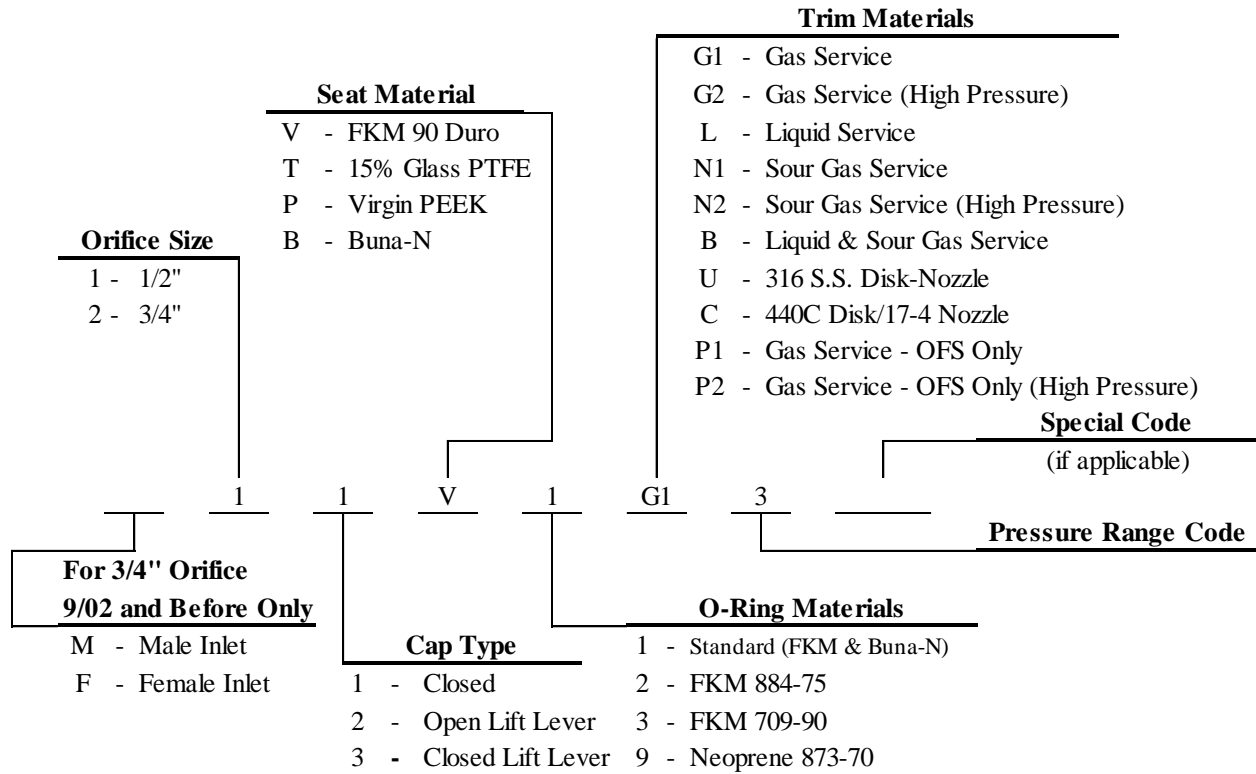 Trim Materials
G1 - Gas Service
G2 - Gas Service (High Pressure)
L - Liquid Service
N1 - Sour Gas Service
N2 - Sour Gas Service (High Pressure)
B - Liquid & Sour Gas Service
U - 316 S.S. Disk-Nozzle
C - 440C Disk/17-4 Nozzle
P1 - Gas Service - OFS Only
P2 - Gas Service - OFS Only (High Pressure)
Seat Material
V - FKM 90 Duro
T - 15% Glass PTFE
P - Virgin PEEK
B - Buna-N
Orifice Size
1 - 1/2"
2 - 3/4"
Special Code
(if applicable)
1 1 V 1 G1 3
Pressure Range Code
For 3/4" Orifice
9/02 and Before Only
M - Male Inlet
F - Female Inlet
Cap Type
1 - Closed
2 - Open Lift Lever
3 - Closed Lift Lever
O-Ring Materials
1 - Standard (FKM & Buna-N)
2 - FKM 884-75
3 - FKM 709-90
9 - Neoprene 873-70